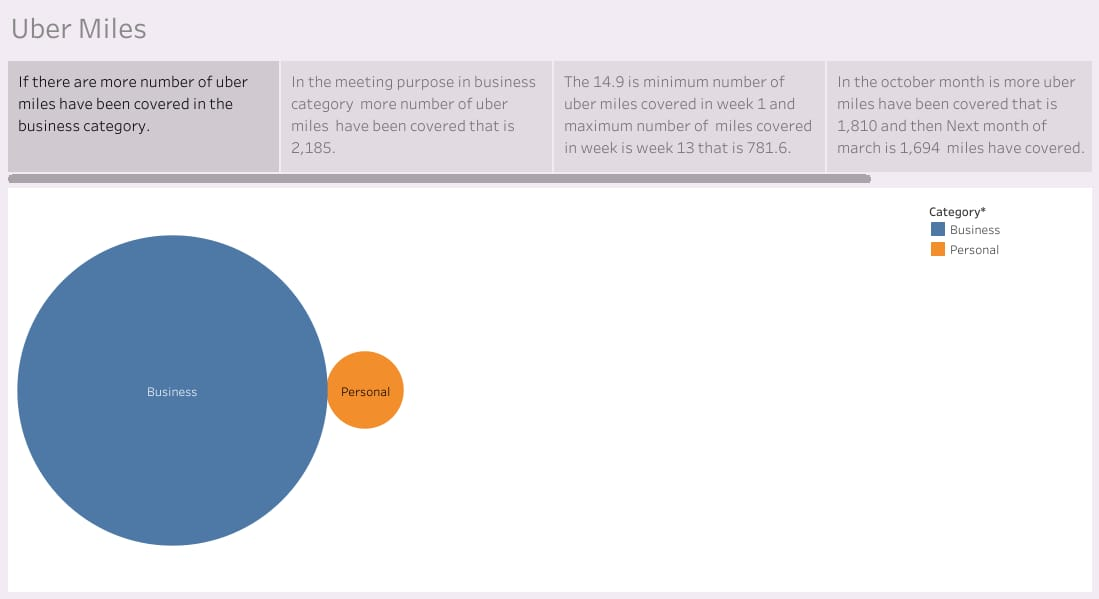 Uber Miles
If there are more number of uber
miles have been covered in the
business category.
In the meeting purpose in business
category  more number of uber
miles  have been covered that is
2,185.
The 14.9 is minimum number of
uber miles covered in week 1 and
maximum number of  miles covered
in week is week 13 that is 781.6.
In the october month is more uber
miles have been covered that is
1,810 and then Next month of
march is 1,694  miles have covered.
Category*
Business
Personal
Business
Personal